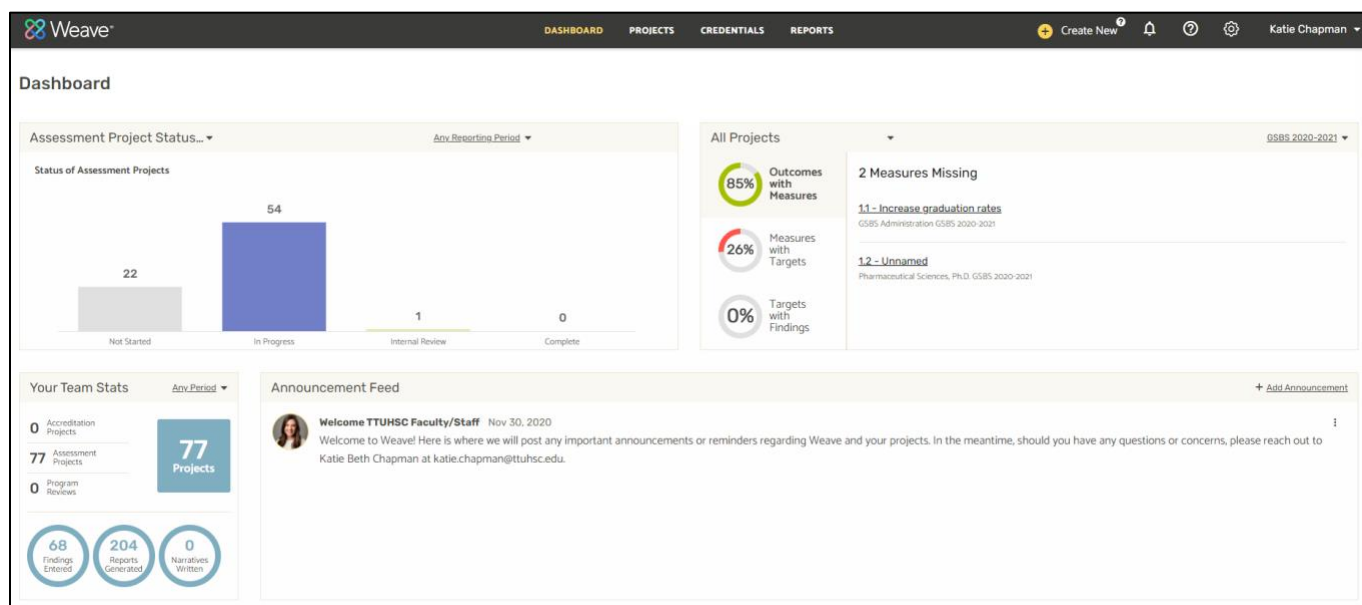 Weave
DASHBOARD PROJECTS CREDENTIALS REPORTS
+ Create New ? Katie Chapman
Dashboard
Assessment Project Status... Any Reporting Period
Status of Assessment Projects
22
54
1
0
Not Started
In Progress
Internal Review
Complete
All Projects GSBS 2020-2021
85% Outcomes
with
Measures
26% Measures
with
Targets
0% Targets
with
Findings
2 Measures Missing
1.1 - Increase graduation rates
GSBS Administration GSBS 2020-2021
1.2 - Unnamed
Pharmaceutical Sciences, Ph.D. GSBS 2020-2021
Your Team Stats Any Period
0 Accreditation
Projects
77 Assessment
Projects
0 Program
Reviews
77
Projects
68
Findings
Entered
204
Reports
Generated
0
Narratives
Written
Announcement Feed + Add Announcement
Welcome TTUHSC Faculty/Staff Nov 30, 2020
Welcome to Weave! Here is where we will post any important announcements or reminders regarding Weave and your projects. In the meantime, should you have any questions or concerns, please reach out to
Katie Beth Chapman at katie.chapman@ttuhsc.edu.